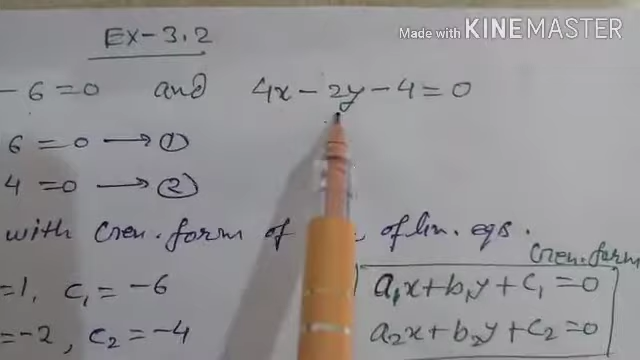 Made with KINEMASTER
Ex-3.2
- 6 = 0 and 4x - 2y - 4 = 0
6 = 0 → ①
4 = 0 → ②
with Gen. form of of lin. eqs.
Gen. form
=1, c₁ = -6
a₁x + b₁y + c₁ = 0
=-2, c₂ = -4
a₂x + b₂y + c₂ = 0